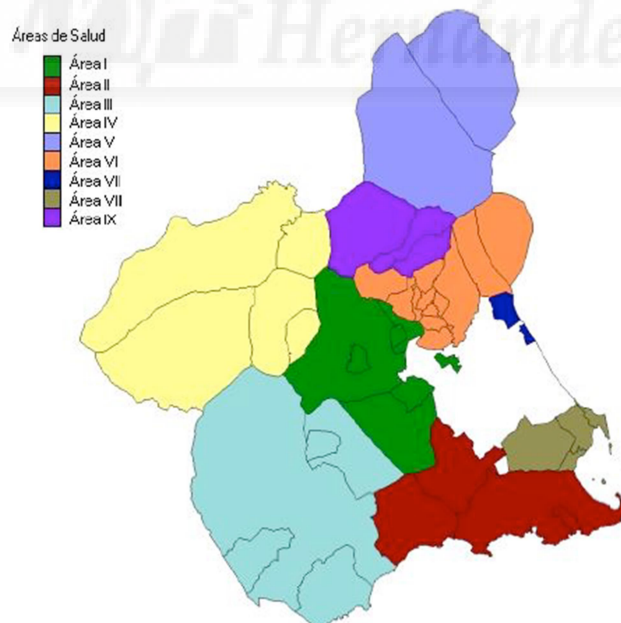 Hernánde
Áreas de Salud
Área I
Área II
Área III
Área IV
Área V
Área VI
Área VII
Área VII
Área IX